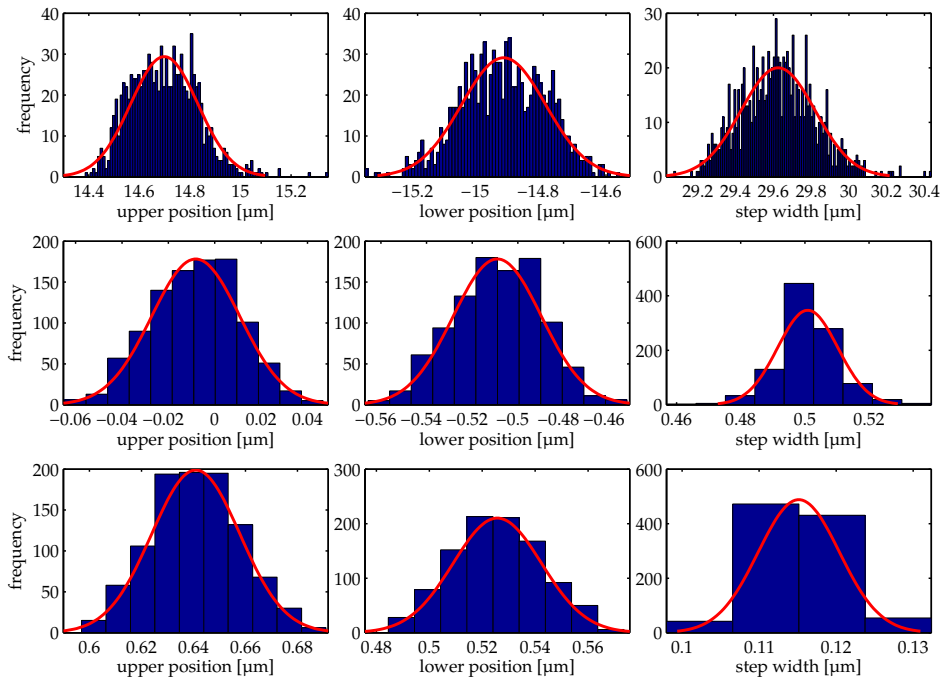 40 40 30
30 30
20
20 20
10
10 10
0 0 0
frequency
14.4 14.6 14.8 15 15.2 −15.2 −15 −14.8 −14.6 29.2 29.4 29.6 29.8 30 30.2 30.4
upper position [µm] lower position [µm] step width [µm]
200 200 600
150 150
400
100 100
200
50 50
0 0 0
frequency
−0.06 −0.04 −0.02 0 0.02 0.04 −0.56 −0.54 −0.52 −0.5 −0.48 −0.46 0.46 0.48 0.5 0.52
upper position [µm] lower position [µm] step width [µm]
200 300 600
150
200 400
100
100 200
50
0 0 0
frequency
0.6 0.62 0.64 0.66 0.68 0.48 0.5 0.52 0.54 0.56 0.1 0.11 0.12 0.13
upper position [µm] lower position [µm] step width [µm]